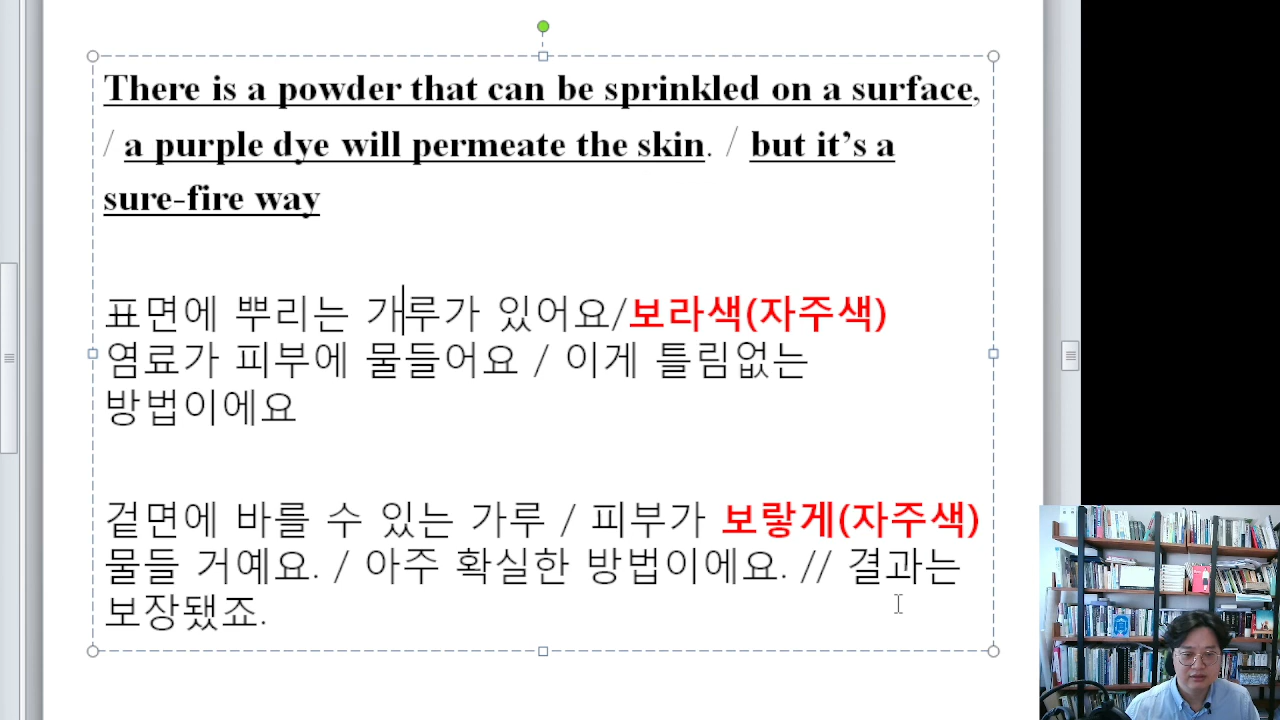 There is a powder that can be sprinkled on a surface,
/ a purple dye will permeate the skin. / but it’s a
sure-fire way
표면에 뿌리는 가루가 있어요/보라색(자주색)
염료가 피부에 물들어요 / 이게 틀림없는
방법이에요
겉면에 바를 수 있는 가루 / 피부가 보랗게(자주색)
물들 거예요. / 아주 확실한 방법이에요. // 결과는
보장됐죠.